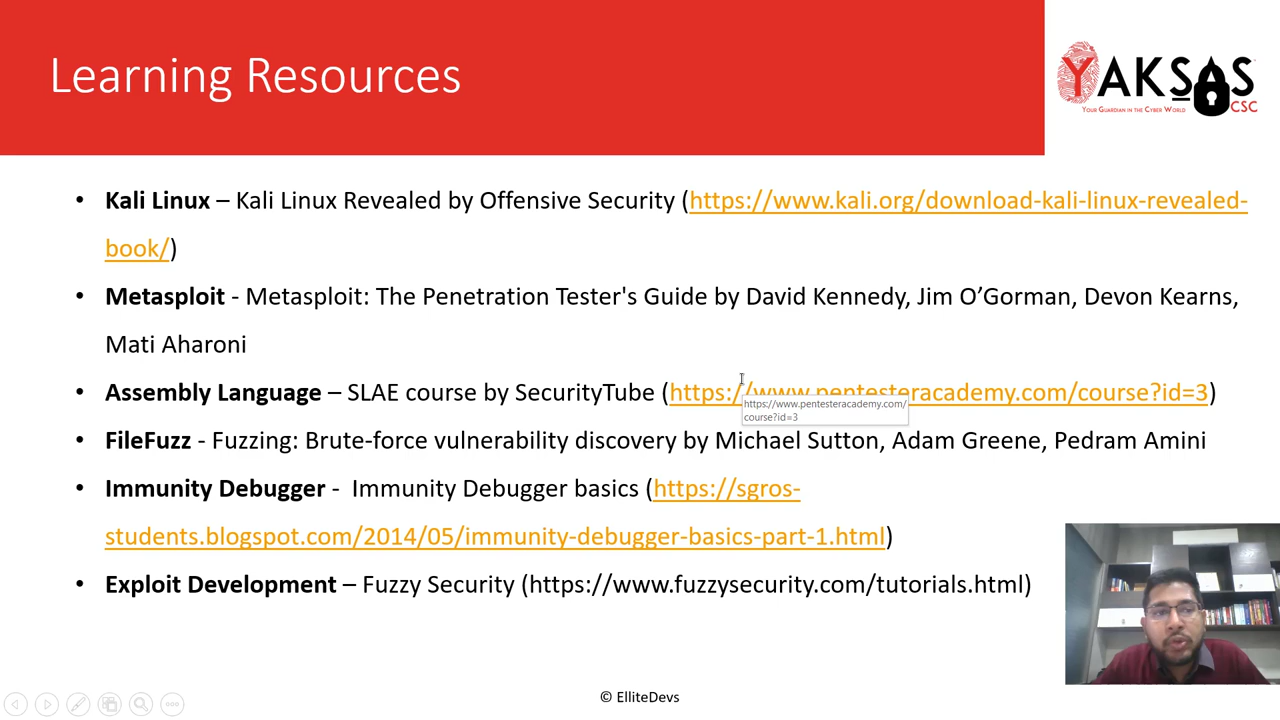 Learning Resources
YAKSAS
CSC
YOUR GUARDIAN IN THE CYBER WORLD
• Kali Linux – Kali Linux Revealed by Offensive Security (https://www.kali.org/download-kali-linux-revealed-
book/)
• Metasploit - Metasploit: The Penetration Tester's Guide by David Kennedy, Jim O’Gorman, Devon Kearns,
Mati Aharoni
• Assembly Language – SLAE course by SecurityTube (https://www.pentesteracademy.com/course?id=3)
https://www.pentesteracademy.com/
course?id=3
• FileFuzz - Fuzzing: Brute-force vulnerability discovery by Michael Sutton, Adam Greene, Pedram Amini
• Immunity Debugger - Immunity Debugger basics (https://sgros-
students.blogspot.com/2014/05/immunity-debugger-basics-part-1.html)
• Exploit Development – Fuzzy Security (https://www.fuzzysecurity.com/tutorials.html)
© ElliteDevs